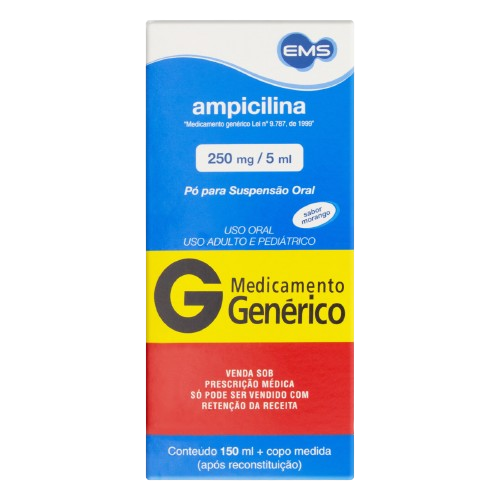 EMS
ampicilina
"Medicamento genérico Lei nº 9.787, de 1999"
250 mg / 5 ml
Pó para Suspensão Oral
sabor
morango
USO ORAL
USO ADULTO E PEDIÁTRICO
G Medicamento
Genérico
VENDA SOB
PRESCRIÇÃO MÉDICA
SÓ PODE SER VENDIDO COM
RETENÇÃO DA RECEITA
Conteúdo 150 ml + copo medida
(após reconstituição)